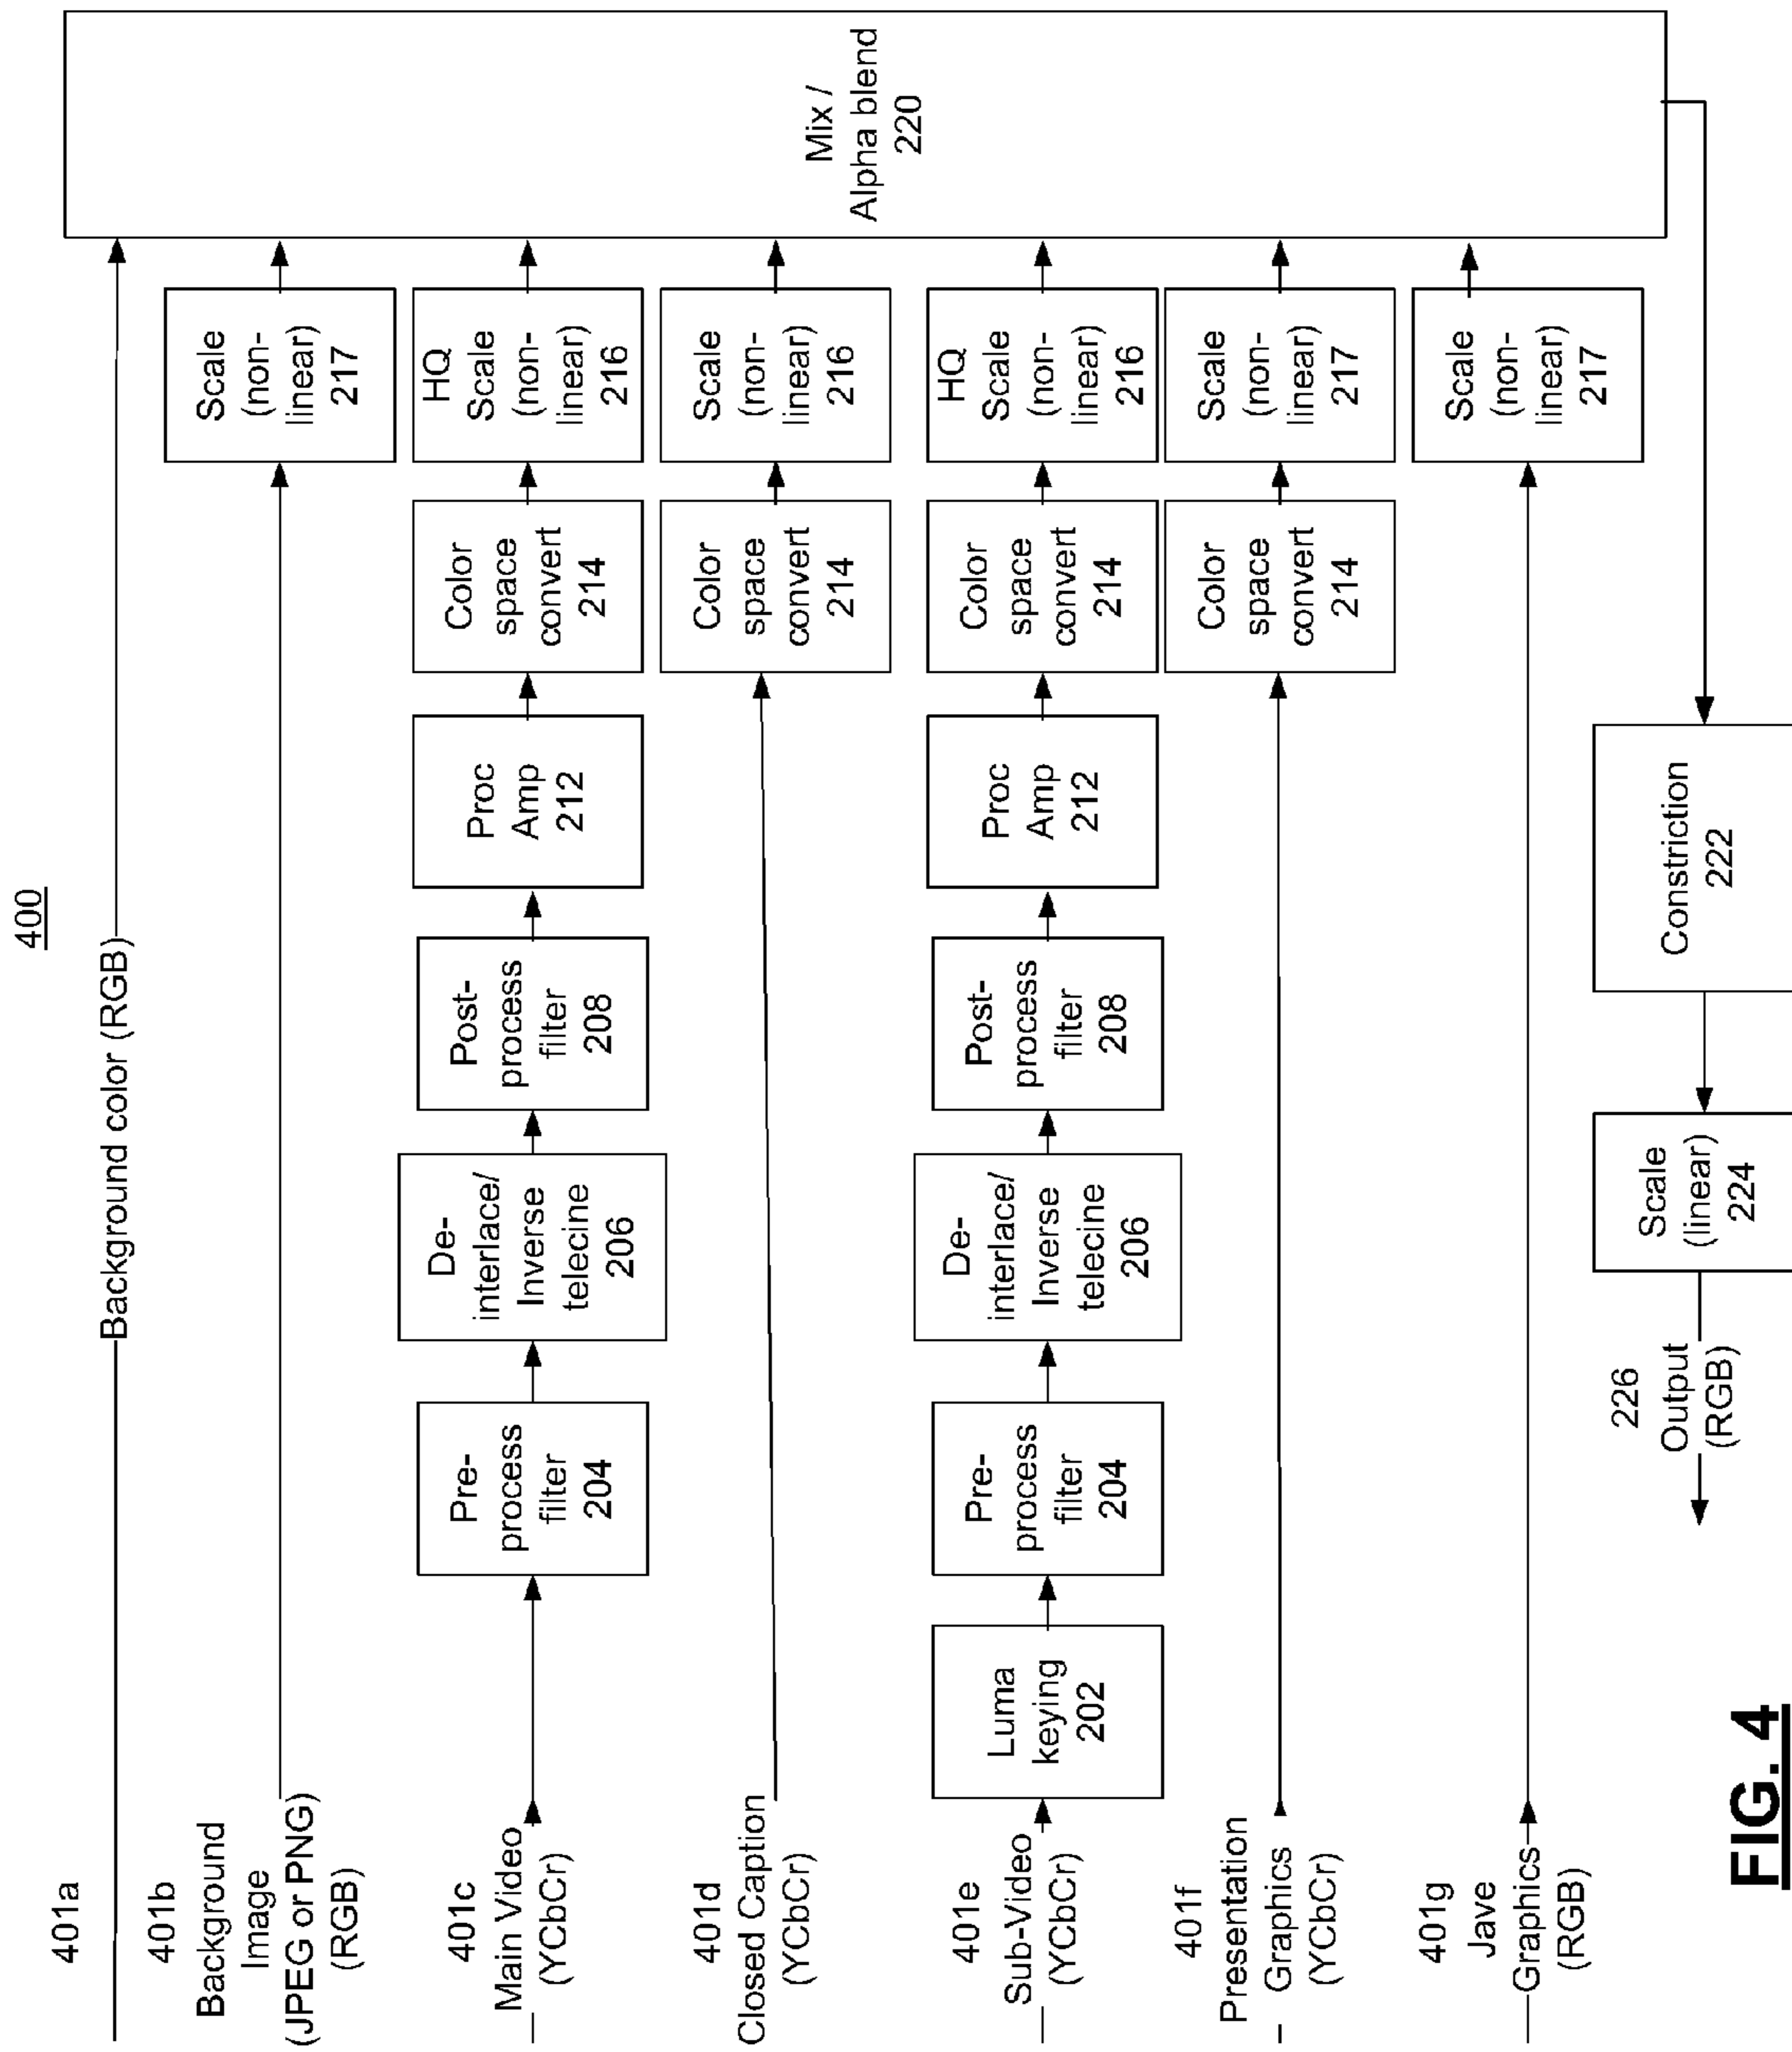 400
401a
Background color (RGB)
401b
Background
Image
(JPEG or PNG)
(RGB)
Scale
(non-
linear)
217
401c
Main Video
(YCbCr)
Pre-
process
filter
204
De-
interlace/
Inverse
telecine
206
Post-
process
filter
208
Proc
Amp
212
Color
space
convert
214
HQ
Scale
(non-
linear)
216
401d
Closed Caption
(YCbCr)
Color
space
convert
214
Scale
(non-
linear)
216
401e
Sub-Video
(YCbCr)
Luma
keying
202
Pre-
process
filter
204
De-
interlace/
Inverse
telecine
206
Post-
process
filter
208
Proc
Amp
212
Color
space
convert
214
HQ
Scale
(non-
linear)
216
401f
Presentation
Graphics
(YCbCr)
Color
space
convert
214
Scale
(non-
linear)
217
401g
Jave
Graphics
(RGB)
Scale
(non-
linear)
217
Mix /
Alpha blend
220
Constriction
222
Scale
(linear)
224
226
Output
(RGB)
FIG. 4